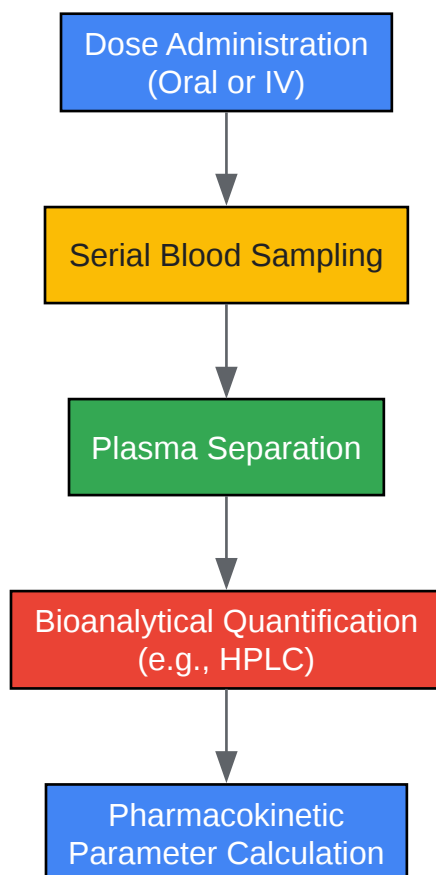 Dose Administration
(Oral or IV)
Serial Blood Sampling
Plasma Separation
Bioanalytical Quantification
(e.g., HPLC)
Pharmacokinetic
Parameter Calculation